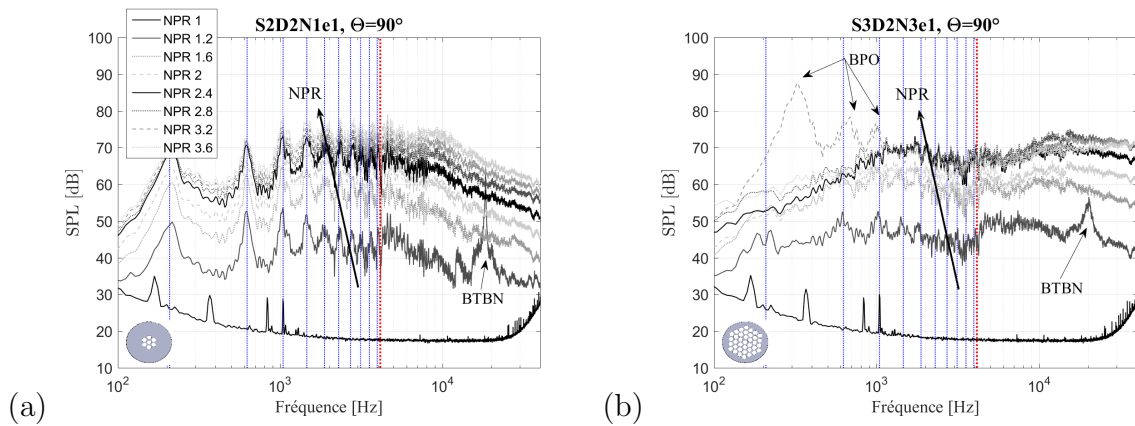 S2D2N1e1, Θ=90°
NPR 1
NPR 1.2
NPR 1.6
NPR 2
NPR 2.4
NPR 2.8
NPR 3.2
NPR 3.6
NPR
BTBN
100
90
80
70
60
50
40
30
20
10
SPL [dB]
10²
10³
10⁴
Fréquence [Hz]
(a)
S3D2N3e1, Θ=90°
BPO
NPR
BTBN
100
90
80
70
60
50
40
30
20
10
SPL [dB]
10²
10³
10⁴
Fréquence [Hz]
(b)